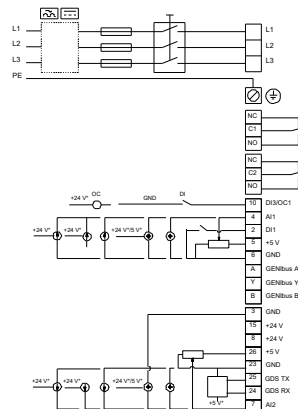 L1
L2
L3
PE
L1
L2
L3
NC
C1
NO
NC
C2
NO
+24 V* OC GND DI 10 DI3/OC1
4 AI1
2 DI1
+24 V* +24 V* +24 V*/5 V* 5 +5 V
6 GND
A GENIbus A
Y GENIbus Y
B GENIbus B
3 GND
15 +24 V
8 +24 V
26 +5 V
23 GND
25 GDS TX
24 GDS RX
+24 V* +24 V* +24 V*/5 V* +5 V* 7 AI2